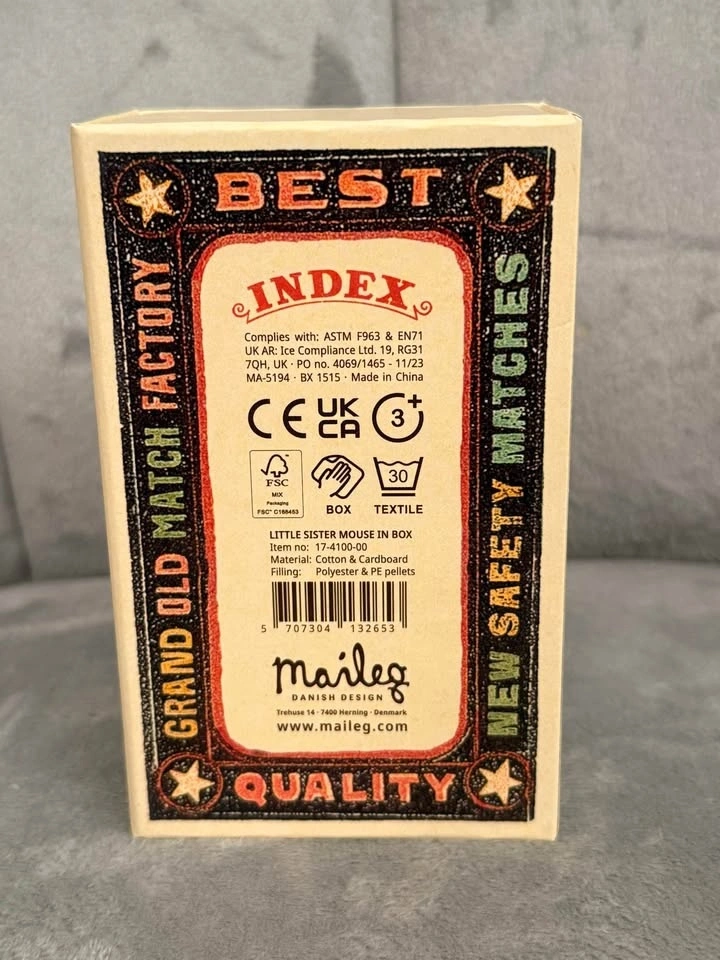 BEST
GRAND OLD MATCH FACTORY
NEW SAFETY MATCHES
INDEX
Complies with: ASTM F963 & EN71
UK AR: Ice Compliance Ltd. 19, RG31
7QH, UK · PO no. 4069/1465 - 11/23
MA-5194 · BX 1515 · Made in China
CE UK CA 3+
FSC
MIX
Packaging
FSC® C168463
BOX
30
TEXTILE
LITTLE SISTER MOUSE IN BOX
Item no: 17-4100-00
Material: Cotton & Cardboard
Filling: Polyester & PE pellets
5 707304 132653
maileg
DANISH DESIGN
Trehuse 14 · 7400 Herning · Denmark
www.maileg.com
QUALITY